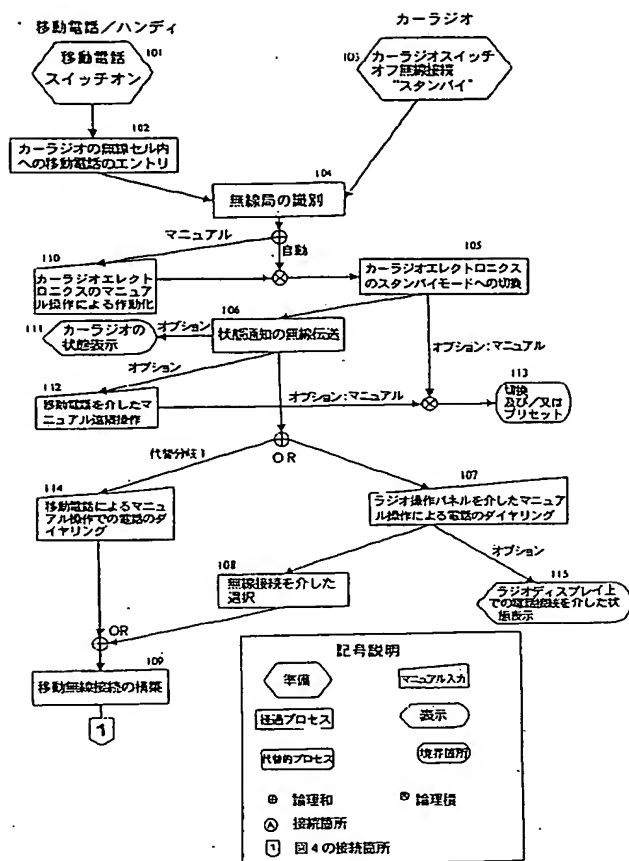 移動電話／ハンディ
カーラジオ
101
移動電話
スイッチオン
103
カーラジオスイッチ
オフ無線接続
“スタンバイ”
102
カーラジオの無線セル内
への移動電話のエントリ
104
無線局の識別
マニュアル
自動
110
カーラジオエレクト
ロニクスのマニュア
ル操作による作動化
105
カーラジオエレクトロニクス
のスタンバイモードへの切換
106
状態通知の無線伝送
111
カーラジオの
状態表示
オプション
オプション
オプション:マニュアル
112
移動電話を介したマ
ニュアル遠隔操作
オプション:マニュアル
113
切換
及び／又は
プリセット
OR
代替分岐1
114
移動電話によるマニュ
アル操作での電話のダ
イヤリング
107
ラジオ操作パネルを介したマニュ
アル操作による電話のダイヤリング
オプション
108
無線接続を介した
選択
115
ラジオディスプレイ上
での電話接続を介した状
態表示
OR
109
移動無線接続の構築
1
記号説明
準備
マニュアル入力
経過プロセス
表示
代替的プロセス
境界箇所
論理和
論理積
A 接続箇所
1 図4の接続箇所